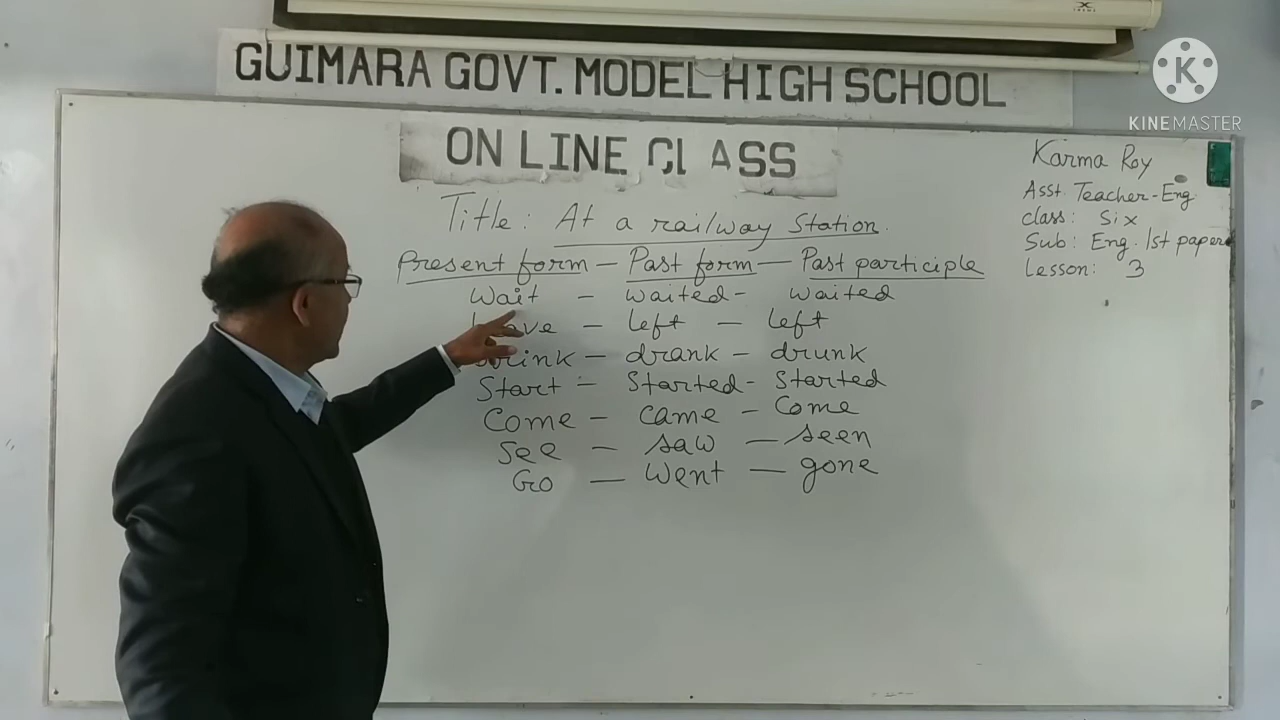 GUIMARA GOVT. MODEL HIGH SCHOOL
KINEMASTER
ON LINE CLASS
Karma Roy
Asst. Teacher-Eng
Class: Six
Sub: Eng. 1st paper
Lesson: 3
Title: At a railway Station.
Present form - Past form - Past participle
Wait - Waited - Waited
leave - left - left
Drink - drank - drunk
Start - Started - Started
Come - Came - Come
See - saw - seen
Go - Went - gone